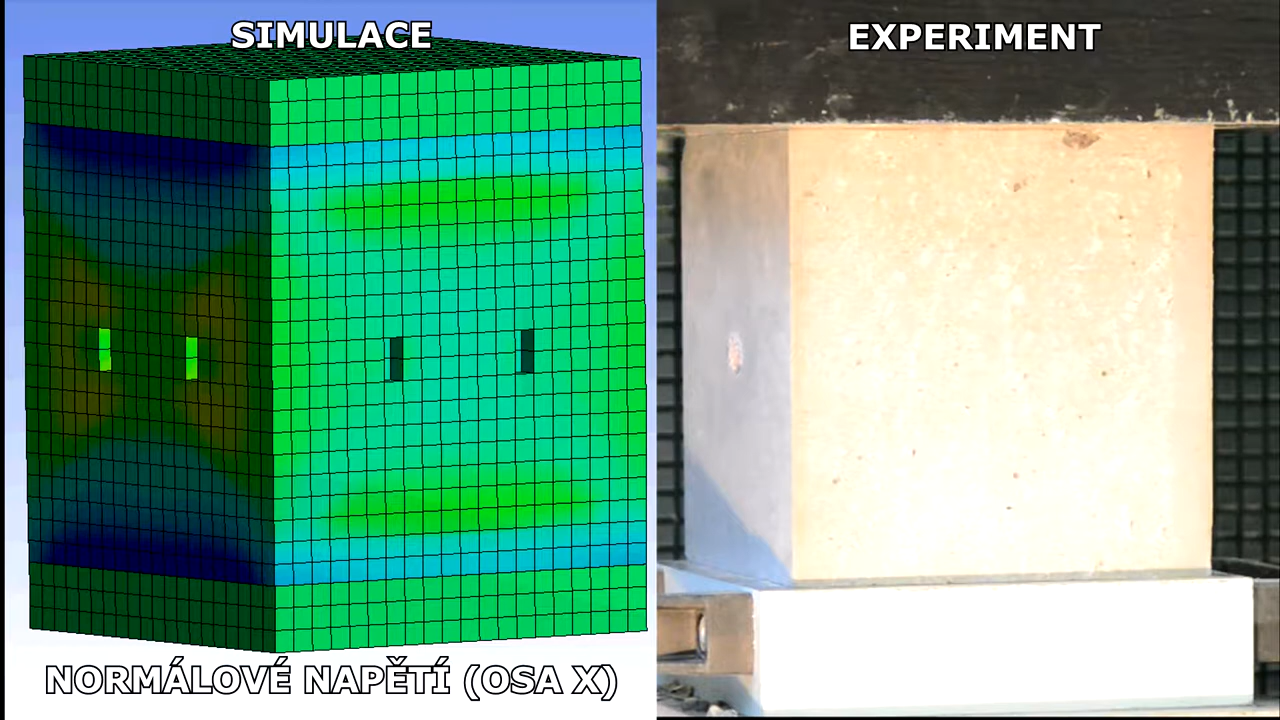 SIMULACE
EXPERIMENT
NORMÁLOVÉ NAPĚTÍ (OSA X)